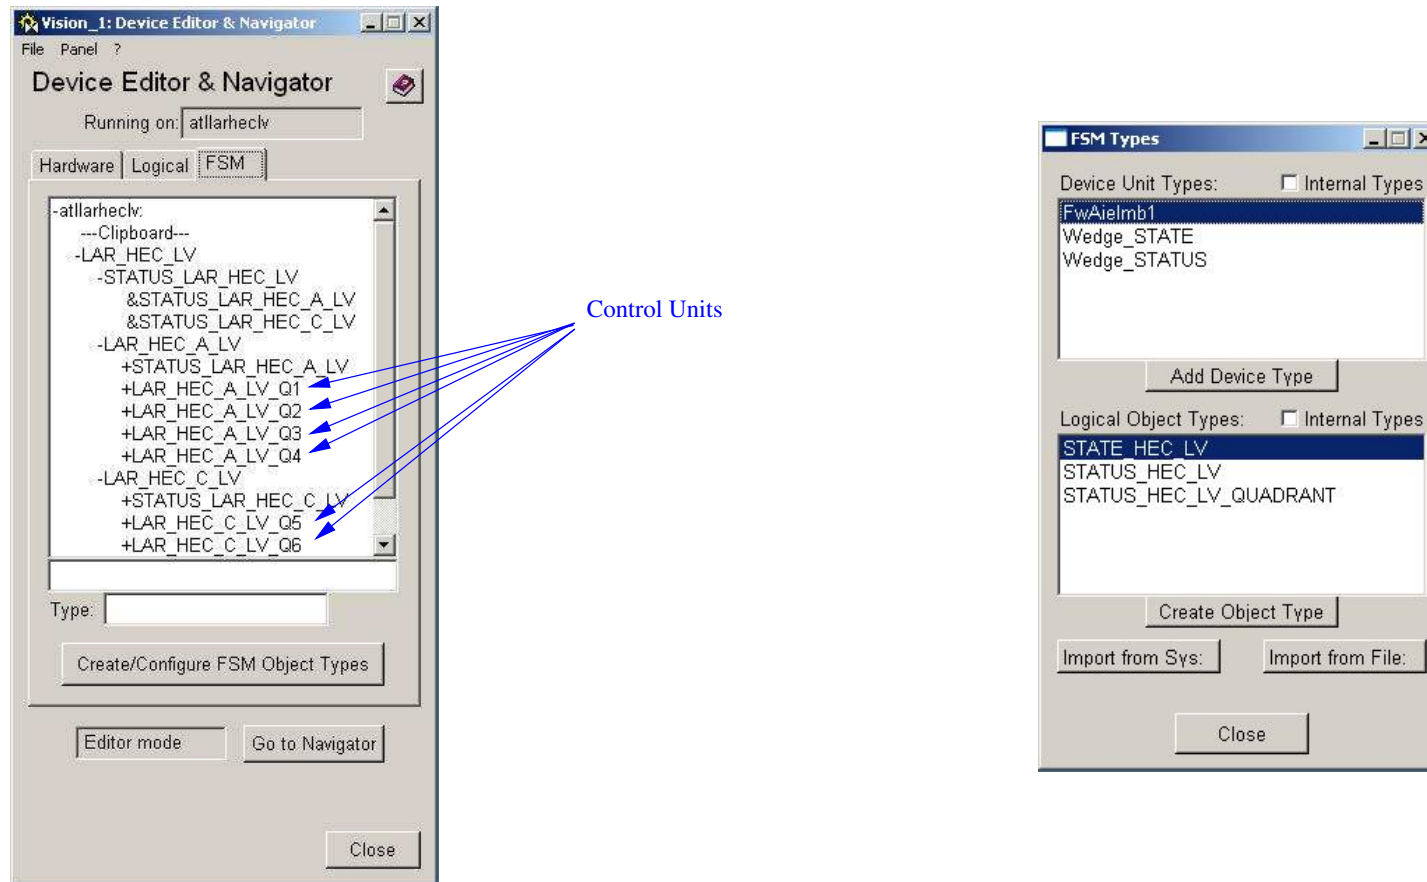 Vision_1: Device Editor & Navigator
File Panel ?
Device Editor & Navigator
Running on: atllarheclv
Hardware Logical FSM
-atllarheclv:
---Clipboard---
-LAR_HEC_LV
-STATUS_LAR_HEC_LV
&STATUS_LAR_HEC_A_LV
&STATUS_LAR_HEC_C_LV
-LAR_HEC_A_LV
+STATUS_LAR_HEC_A_LV
+LAR_HEC_A_LV_Q1
+LAR_HEC_A_LV_Q2
+LAR_HEC_A_LV_Q3
+LAR_HEC_A_LV_Q4
-LAR_HEC_C_LV
+STATUS_LAR_HEC_C_LV
+LAR_HEC_C_LV_Q5
+LAR_HEC_C_LV_Q6
Type:
Create/Configure FSM Object Types
Editor mode Go to Navigator
Close
Control Units
FSM Types
Device Unit Types: Internal Types
FwAielmb1
Wedge_STATE
Wedge_STATUS
Add Device Type
Logical Object Types: Internal Types
STATE_HEC_LV
STATUS_HEC_LV
STATUS_HEC_LV_QUADRANT
Create Object Type
Import from Sys: Import from File:
Close